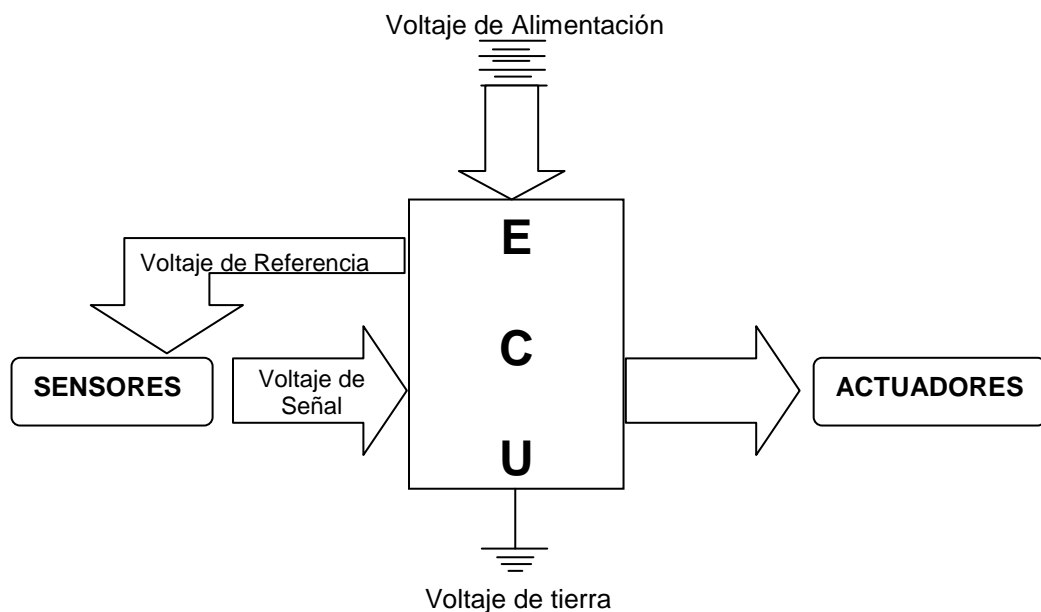 Voltaje de Alimentación
E
Voltaje de Referencia
C
SENSORES
Voltaje de
Señal
ACTUADORES
U
Voltaje de tierra